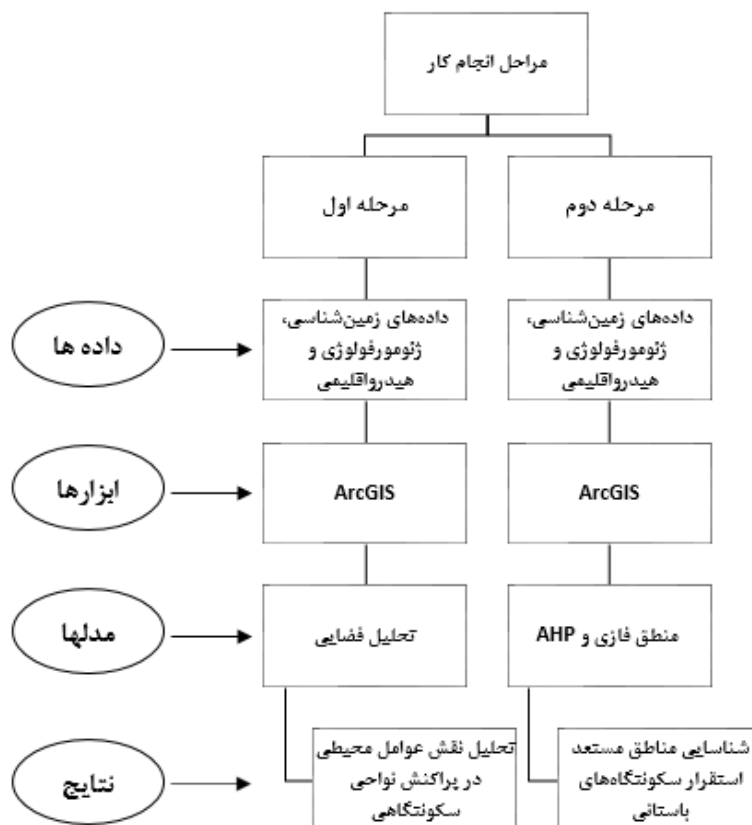 مراحل انجام کار
مرحله اول
مرحله دوم
داده ها
داده‌های زمین‌شناسی،
ژئومورفولوژی و
هیدرواقلیمی
داده‌های زمین‌شناسی،
ژئومورفولوژی و
هیدرواقلیمی
ابزارها
ArcGIS
ArcGIS
مدلها
تحلیل فضایی
منطق فازی و AHP
نتایج
تحلیل نقش عوامل محیطی
در پراکنش نواحی
سکونتگاهی
شناسایی مناطق مستعد
استقرار سکونتگاه‌های
باستانی